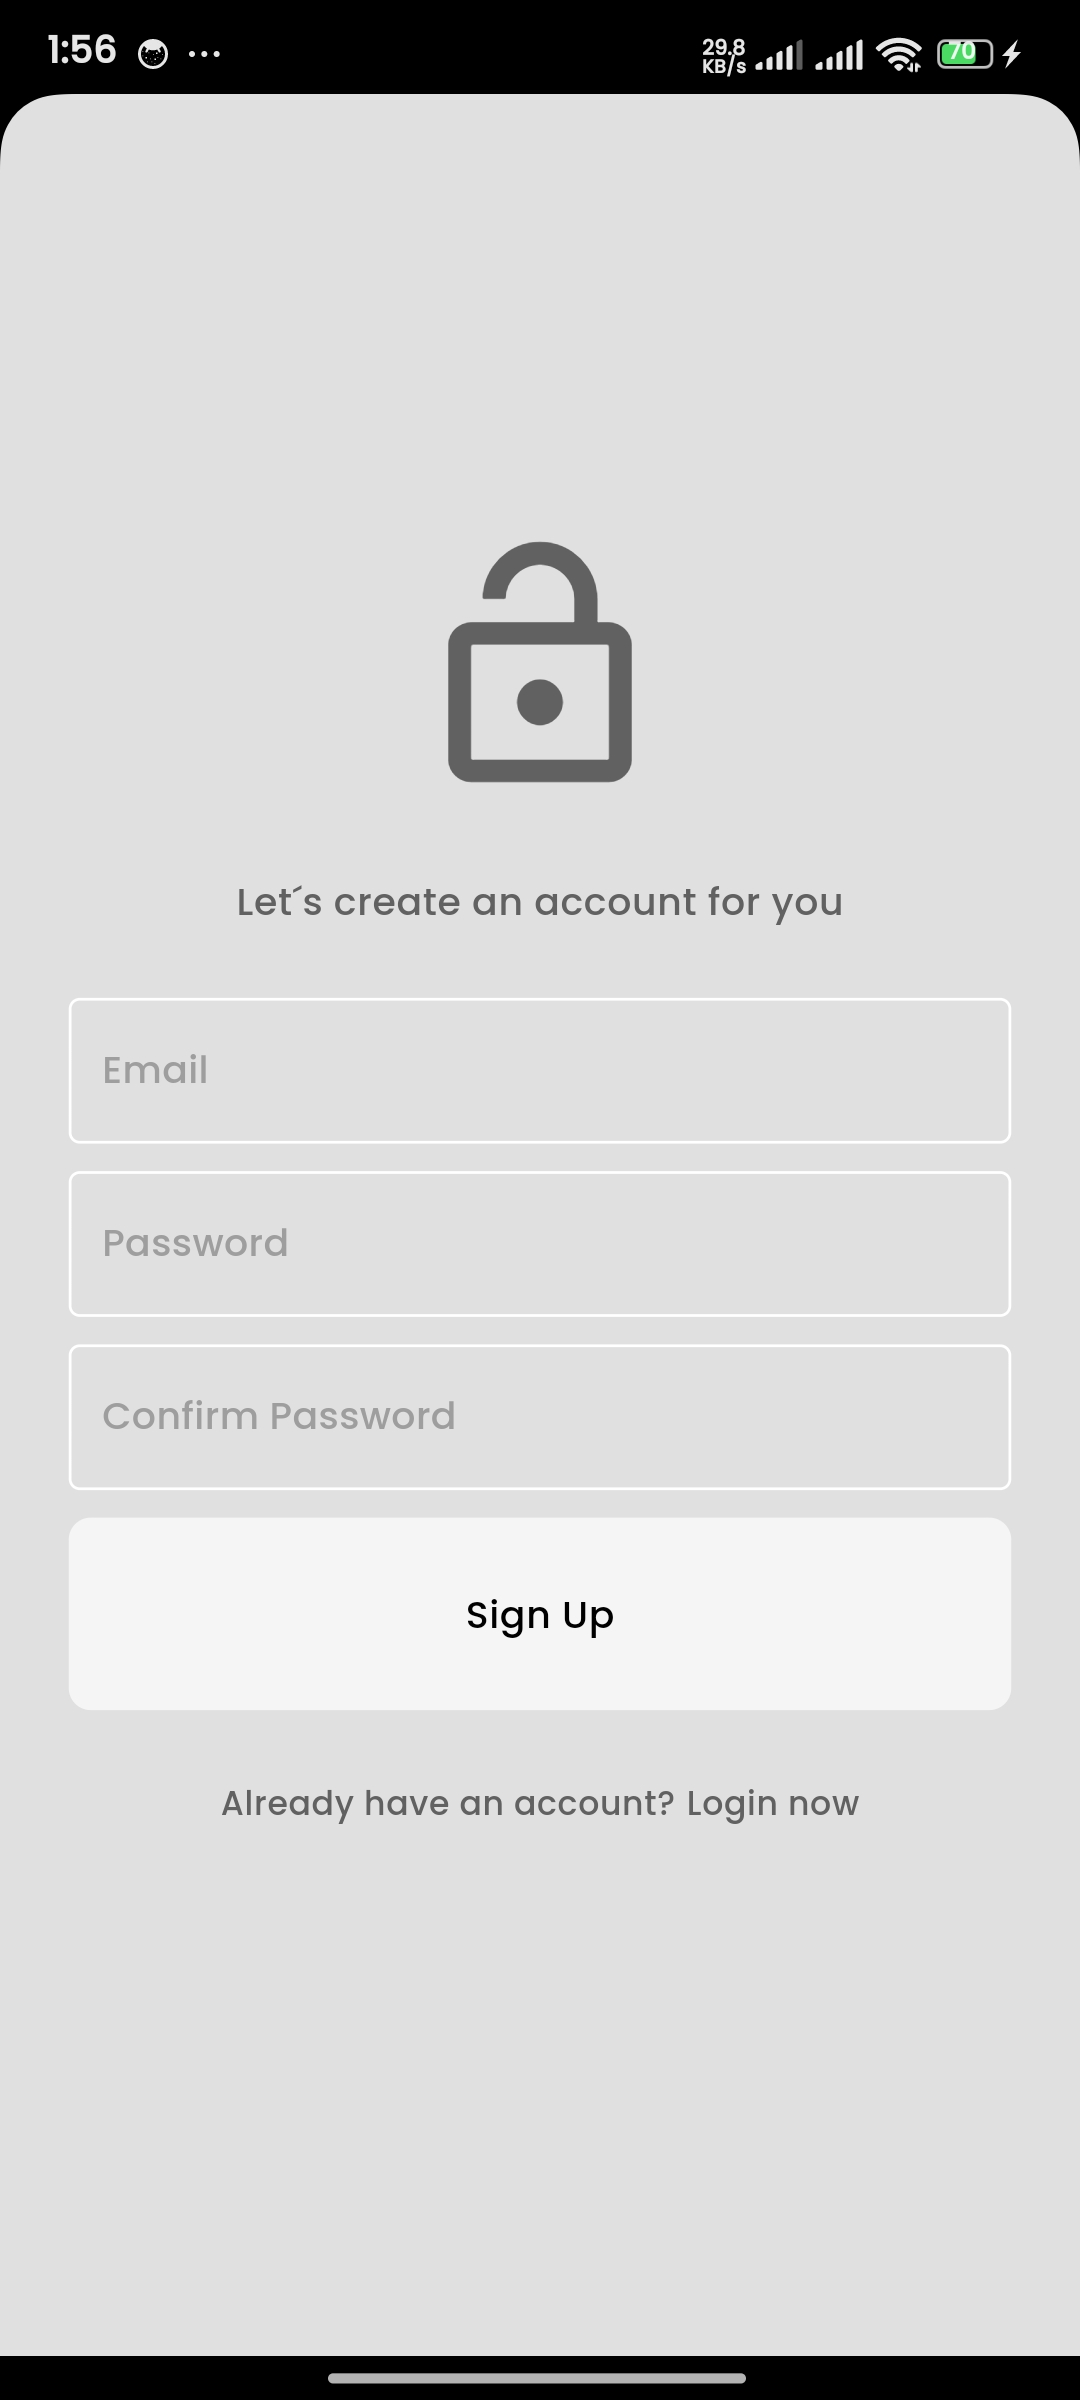 1:56
29.8
KB/s
70
Let´s create an account for you
Email
Password
Confirm Password
Sign Up
Already have an account? Login now